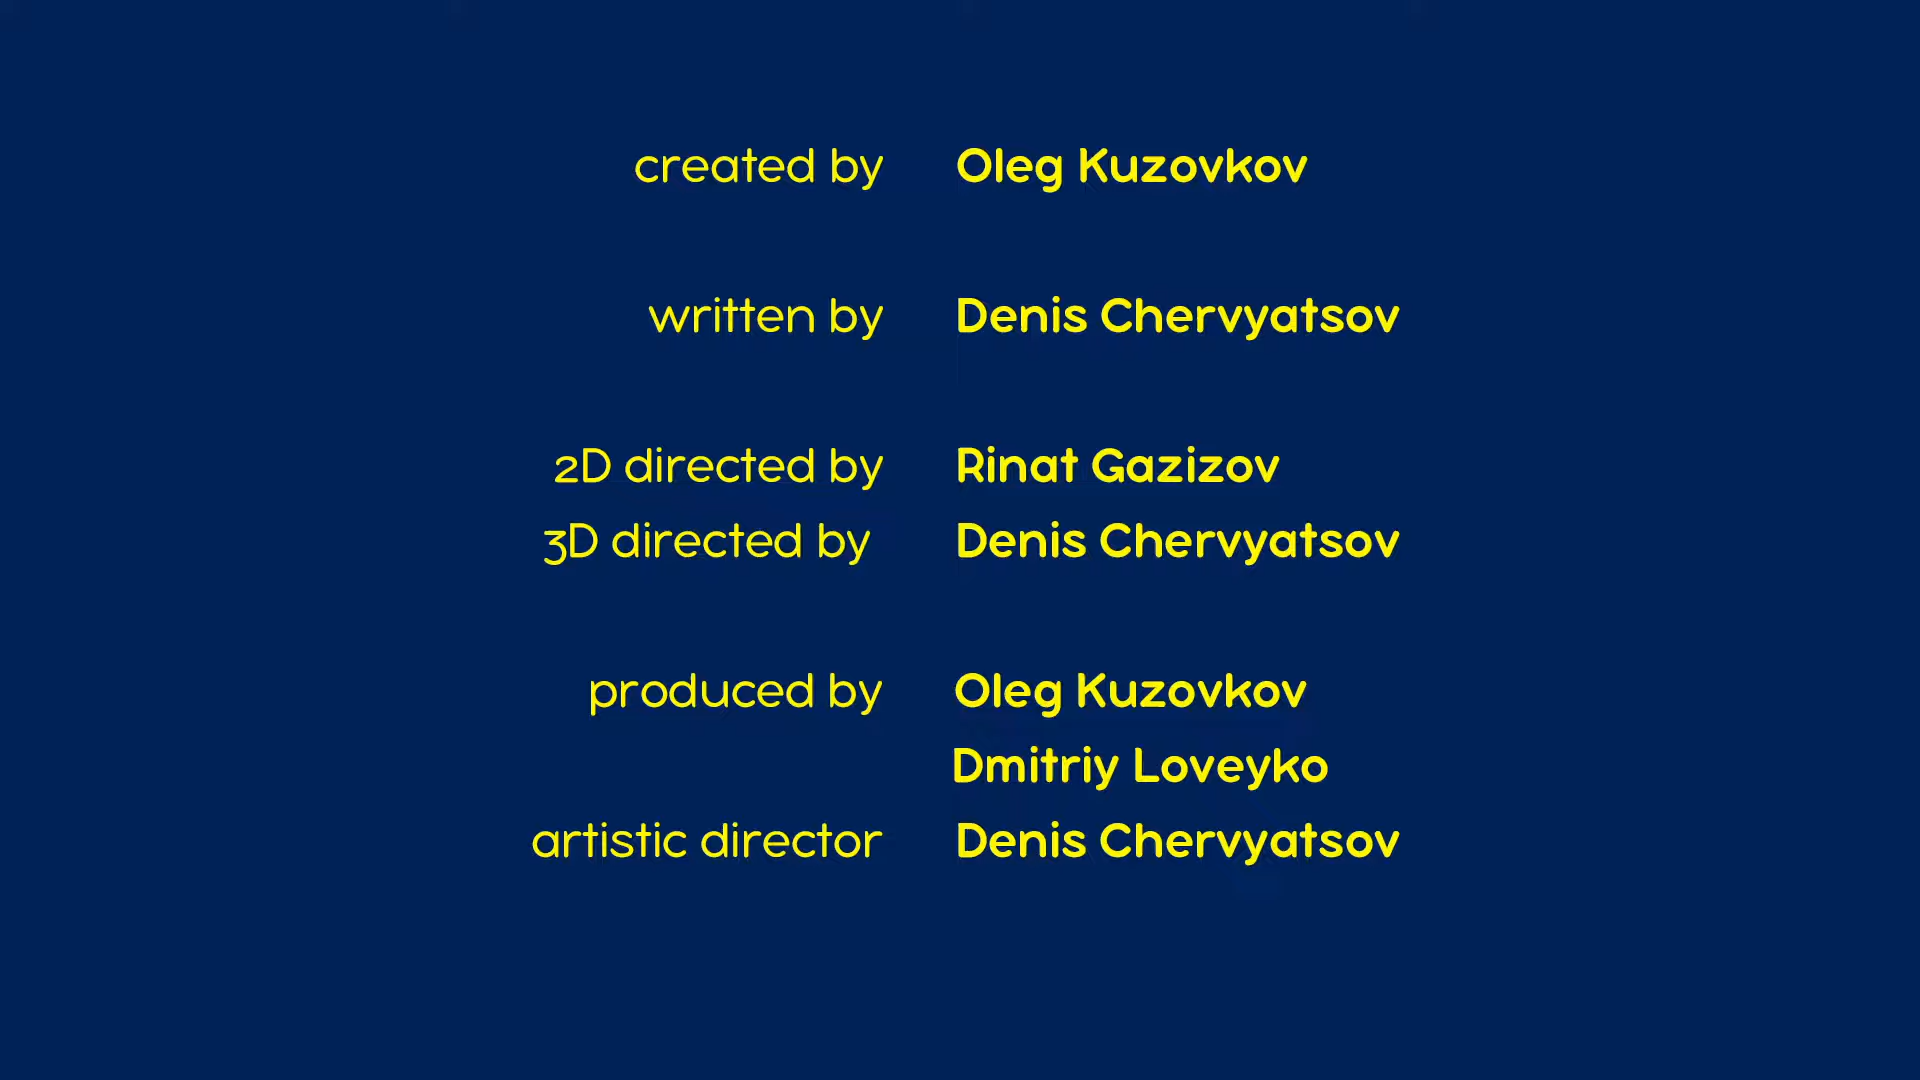 created by Oleg Kuzovkov
written by Denis Chervyatsov
2D directed by Rinat Gazizov
3D directed by Denis Chervyatsov
produced by Oleg Kuzovkov
Dmitriy Loveyko
artistic director Denis Chervyatsov